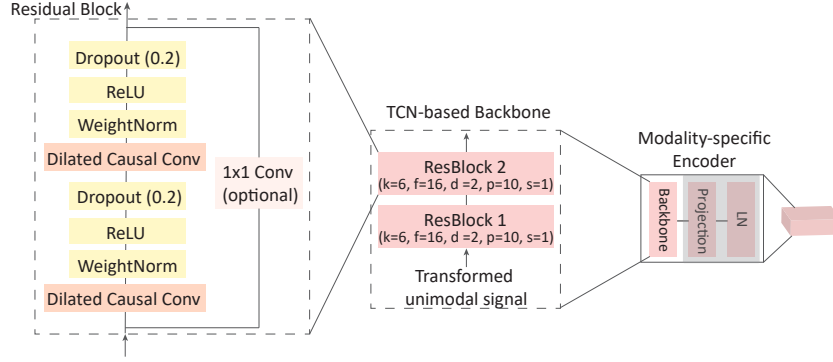 Residual Block
Dropout (0.2)
ReLU
WeightNorm
Dilated Causal Conv
Dropout (0.2)
ReLU
WeightNorm
Dilated Causal Conv
1x1 Conv
(optional)
TCN-based Backbone
ResBlock 2
(k=6, f=16, d =2, p=10, s=1)
ResBlock 1
(k=6, f=16, d =2, p=10, s=1)
Transformed
unimodal signal
Modality-specific
Encoder
Backbone
Projection
LN